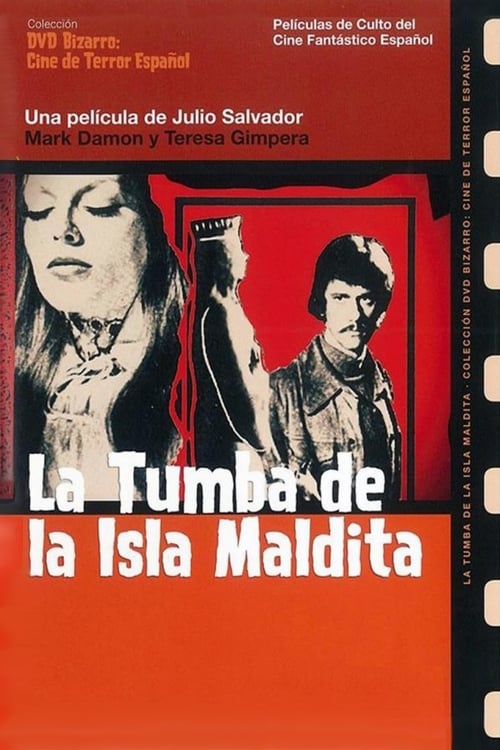 Colección
DVD Bizarro:
Cine de Terror Español
Películas de Culto del
Cine Fantástico Español
Una película de Julio Salvador
Mark Damon y Teresa Gimpera
La Tumba de
la Isla Maldita
LA TUMBA DE LA ISLA MALDITA · COLECCIÓN DVD BIZARRO: CINE DE TERROR ESPAÑOL